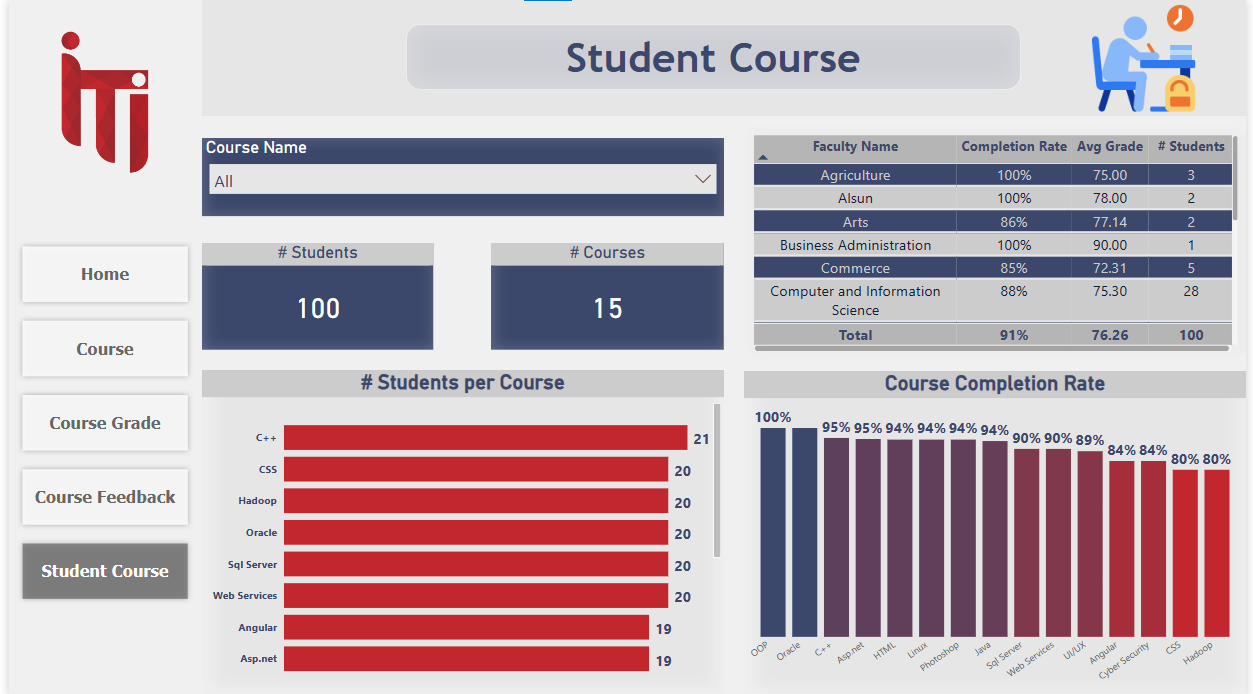 iTi
Student Course
Course Name
All
Faculty Name Completion Rate Avg Grade # Students
Agriculture 100% 75.00 3
Alsun 100% 78.00 2
Arts 86% 77.14 2
Business Administration 100% 90.00 1
Commerce 85% 72.31 5
Computer and Information 88% 75.30 28
Science
Total 91% 76.26 100
# Students
100
# Courses
15
Home
Course
Course Grade
Course Feedback
Student Course
# Students per Course
C++ 21
CSS 20
Hadoop 20
Oracle 20
Sql Server 20
Web Services 20
Angular 19
Asp.net 19
Course Completion Rate
100% 95% 95% 94% 94% 94% 94% 90% 90% 89% 84% 84% 80% 80%
OOP Oracle C++ Asp.net HTML Linux Photoshop Java Sql Server Web Services UI/UX Angular Cyber Security CSS Hadoop